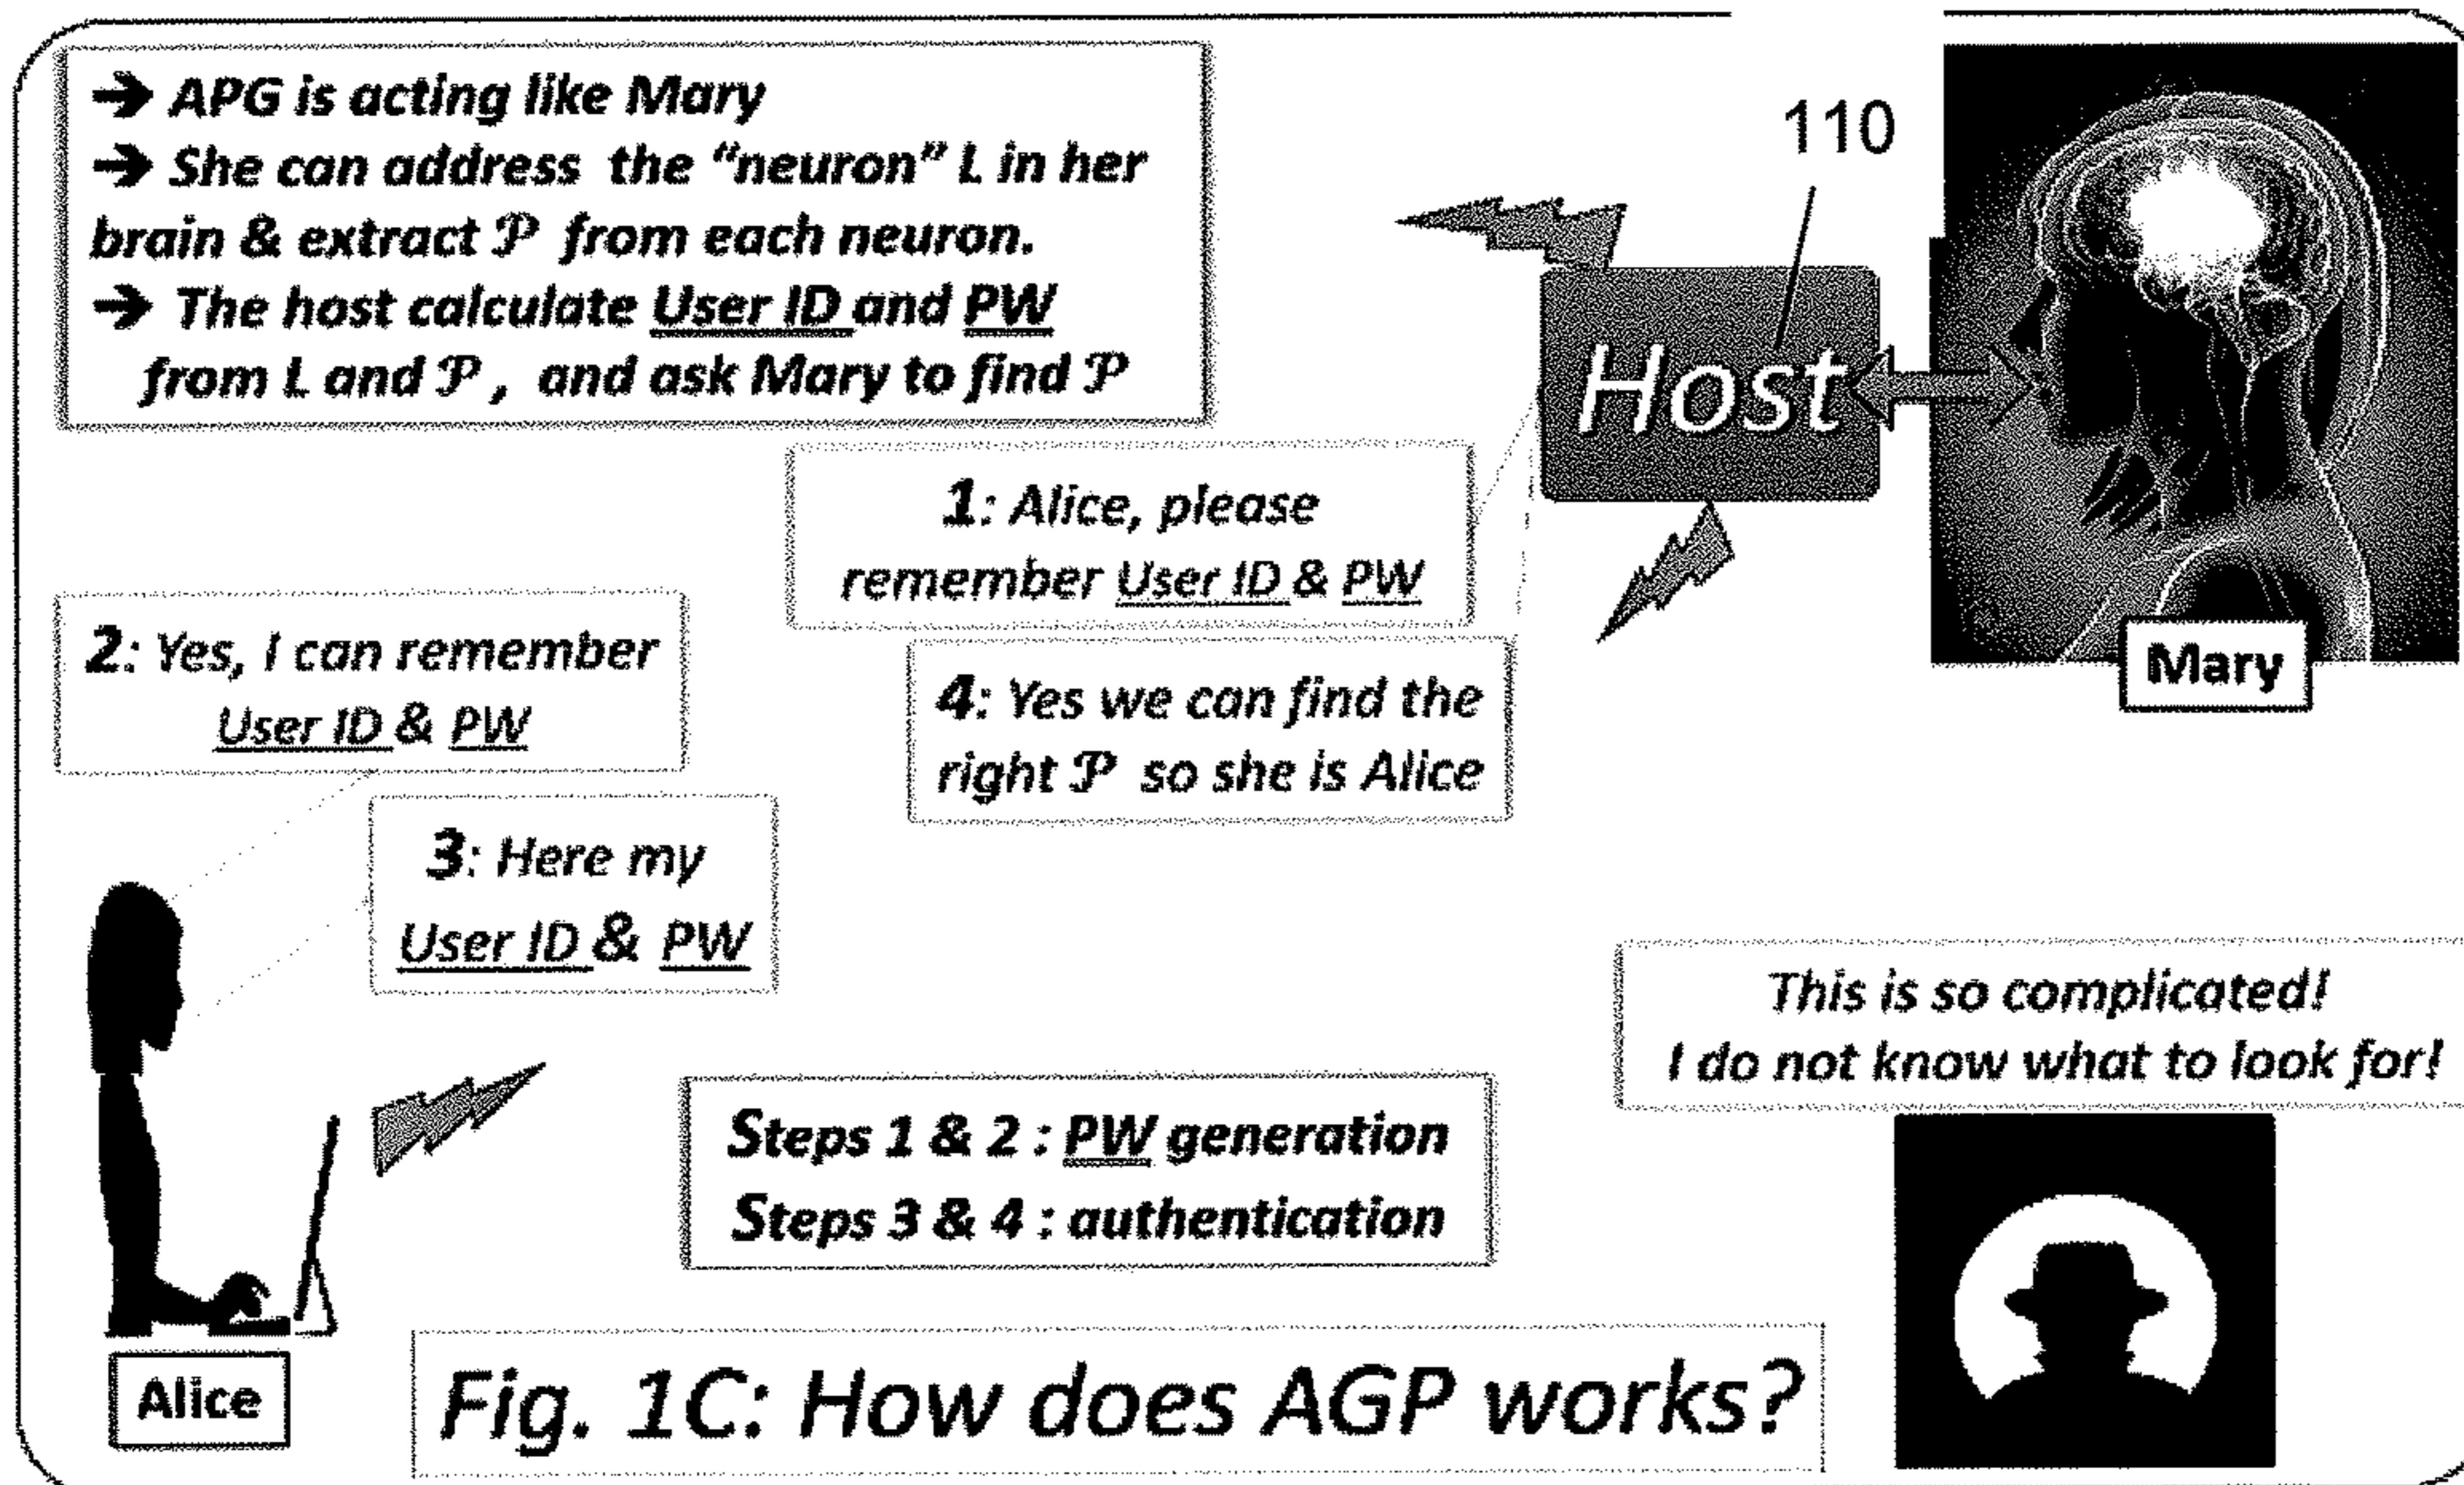 ➔ APG is acting like Mary
➔ She can address the “neuron” L in her
brain & extract 𝒫 from each neuron.
➔ The host calculate User ID and PW
from L and 𝒫 , and ask Mary to find 𝒫
110
Host
Mary
1: Alice, please
remember User ID & PW
2: Yes, I can remember
User ID & PW
4: Yes we can find the
right 𝒫 so she is Alice
3: Here my
User ID & PW
This is so complicated!
I do not know what to look for!
Steps 1 & 2 : PW generation
Steps 3 & 4 : authentication
Alice
Fig. 1C: How does AGP works?